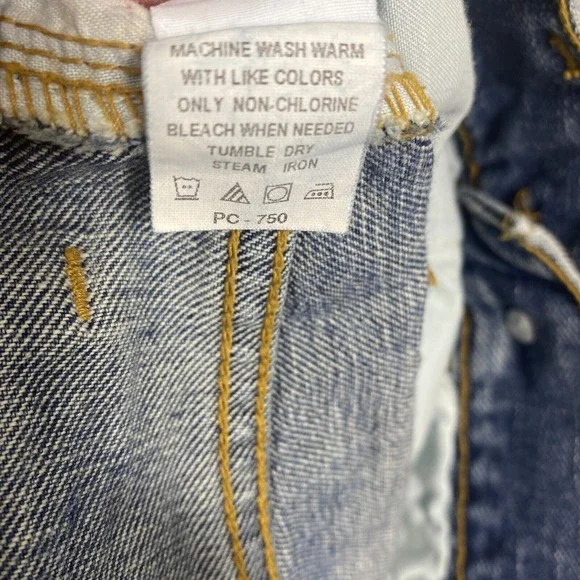 MACHINE WASH WARM
WITH LIKE COLORS
ONLY NON-CHLORINE
BLEACH WHEN NEEDED
TUMBLE DRY
STEAM IRON
PC - 750